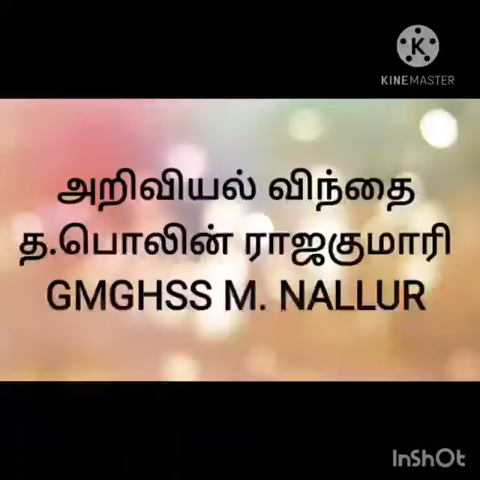 KINEMASTER
அறிவியல் விந்தை
த.பொலின் ராஜகுமாரி
GMGHSS M. NALLUR
InShOt